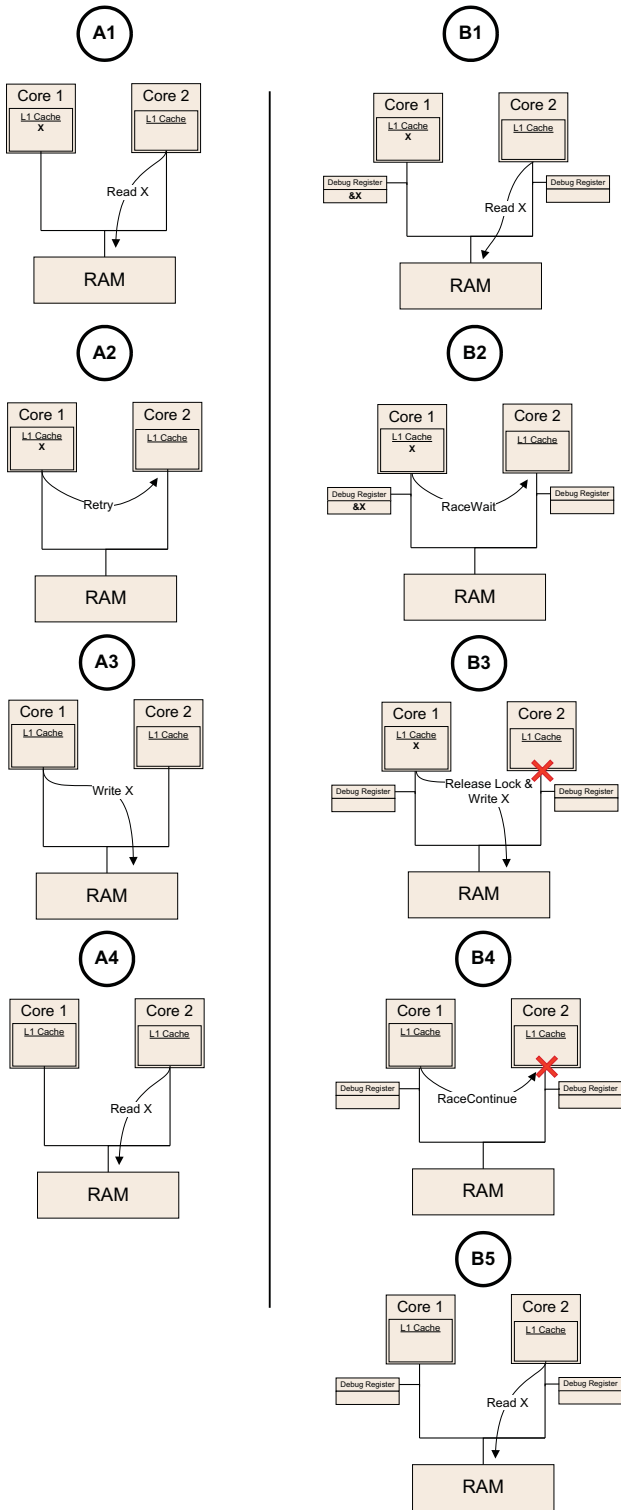 A1
Core 1
L1 Cache
X
Core 2
L1 Cache
Read X
RAM
A2
Core 1
L1 Cache
X
Core 2
L1 Cache
Retry
RAM
A3
Core 1
L1 Cache
Core 2
L1 Cache
Write X
RAM
A4
Core 1
L1 Cache
Core 2
L1 Cache
Read X
RAM
B1
Core 1
L1 Cache
X
Core 2
L1 Cache
Debug Register
&X
Debug Register
Read X
RAM
B2
Core 1
L1 Cache
X
Core 2
L1 Cache
Debug Register
&X
Debug Register
RaceWait
RAM
B3
Core 1
L1 Cache
X
Core 2
L1 Cache
Debug Register
Release Lock &
Write X
Debug Register
RAM
B4
Core 1
L1 Cache
Core 2
L1 Cache
Debug Register
Debug Register
RaceContinue
RAM
B5
Core 1
L1 Cache
Core 2
L1 Cache
Debug Register
Debug Register
Read X
RAM